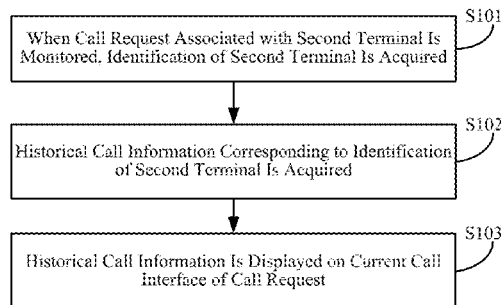 S101
When Call Request Associated with Second Terminal Is
Monitored, Identification of Second Terminal Is Acquired
S102
Historical Call Information Corresponding to Identification
of Second Terminal Is Acquired
S103
Historical Call Information Is Displayed on Current Call
Interface of Call Request